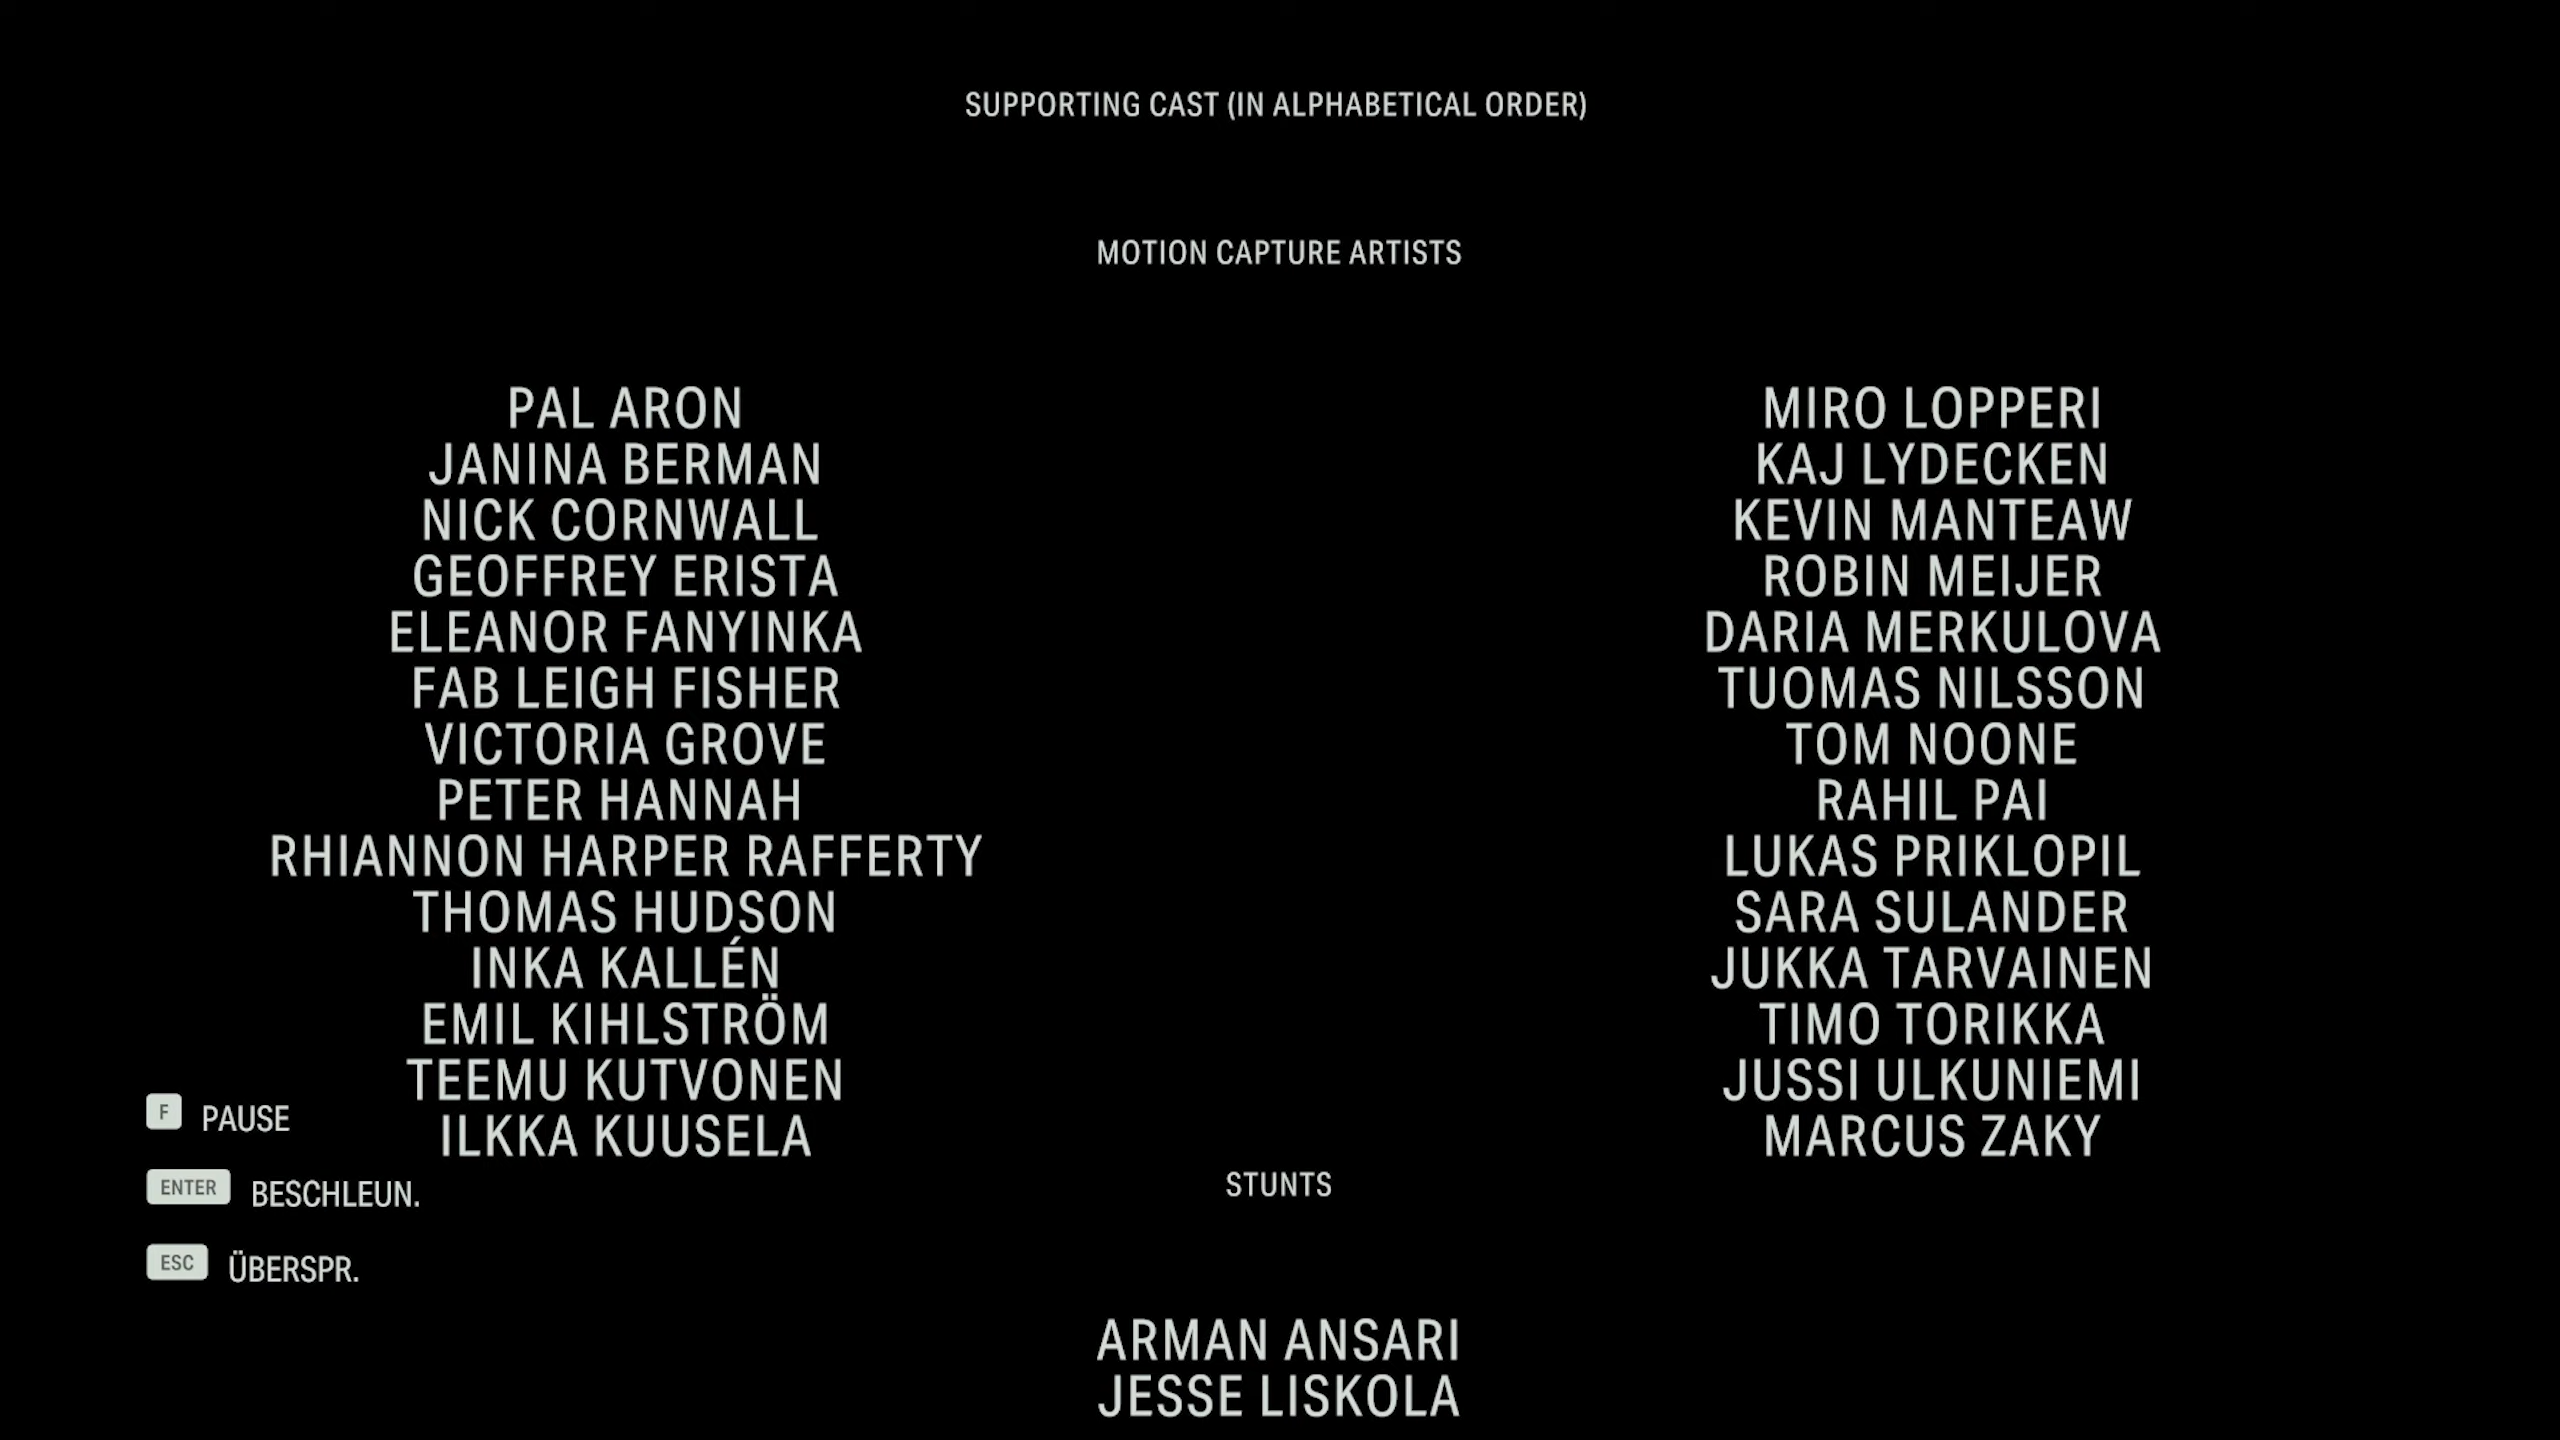 SUPPORTING CAST (IN ALPHABETICAL ORDER)
MOTION CAPTURE ARTISTS
PAL ARON
JANINA BERMAN
NICK CORNWALL
GEOFFREY ERISTA
ELEANOR FANYINKA
FAB LEIGH FISHER
VICTORIA GROVE
PETER HANNAH
RHIANNON HARPER RAFFERTY
THOMAS HUDSON
INKA KALLÉN
EMIL KIHLSTRÖM
TEEMU KUTVONEN
ILKKA KUUSELA
MIRO LOPPERI
KAJ LYDECKEN
KEVIN MANTEAW
ROBIN MEIJER
DARIA MERKULOVA
TUOMAS NILSSON
TOM NOONE
RAHIL PAI
LUKAS PRIKLOPIL
SARA SULANDER
JUKKA TARVAINEN
TIMO TORIKKA
JUSSI ULKUNIEMI
MARCUS ZAKY
STUNTS
ARMAN ANSARI
JESSE LISKOLA
F PAUSE
ENTER BESCHLEUN.
ESC ÜBERSPR.